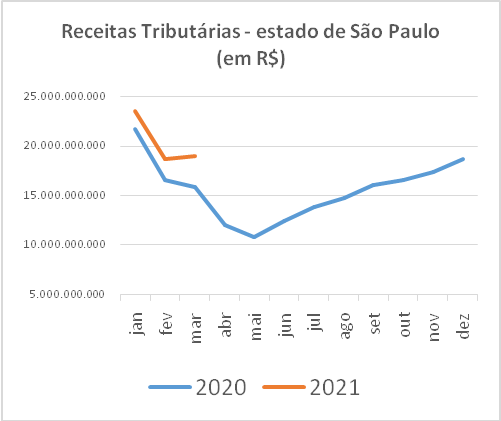 Receitas Tributárias - estado de São Paulo
(em R$)
25.000.000.000
20.000.000.000
15.000.000.000
10.000.000.000
5.000.000.000
jan fev mar abr mai jun jul ago set out nov dez
2020 2021